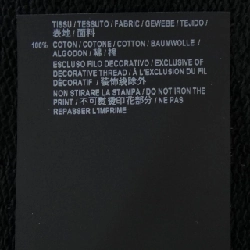 TISSU / TESSUTO / FABRIC / GEWEBE / TEJIDO /
表地 / 面料
100% COTON / COTONE / COTTON / BAUMWOLLE /
ALGODON / 綿 / 棉
ESCLUSO FILO DECORATIVO / EXCLUSIVE OF
DECORATIVE THREAD / À L'EXCLUSION DU FIL
DÉCORATIF / 装饰线除外
NON STIRARE LA STAMPA / DO NOT IRON THE
PRINT / 不可熨烫印花部分 / NE PAS
REPASSER L'IMPRIMÉ